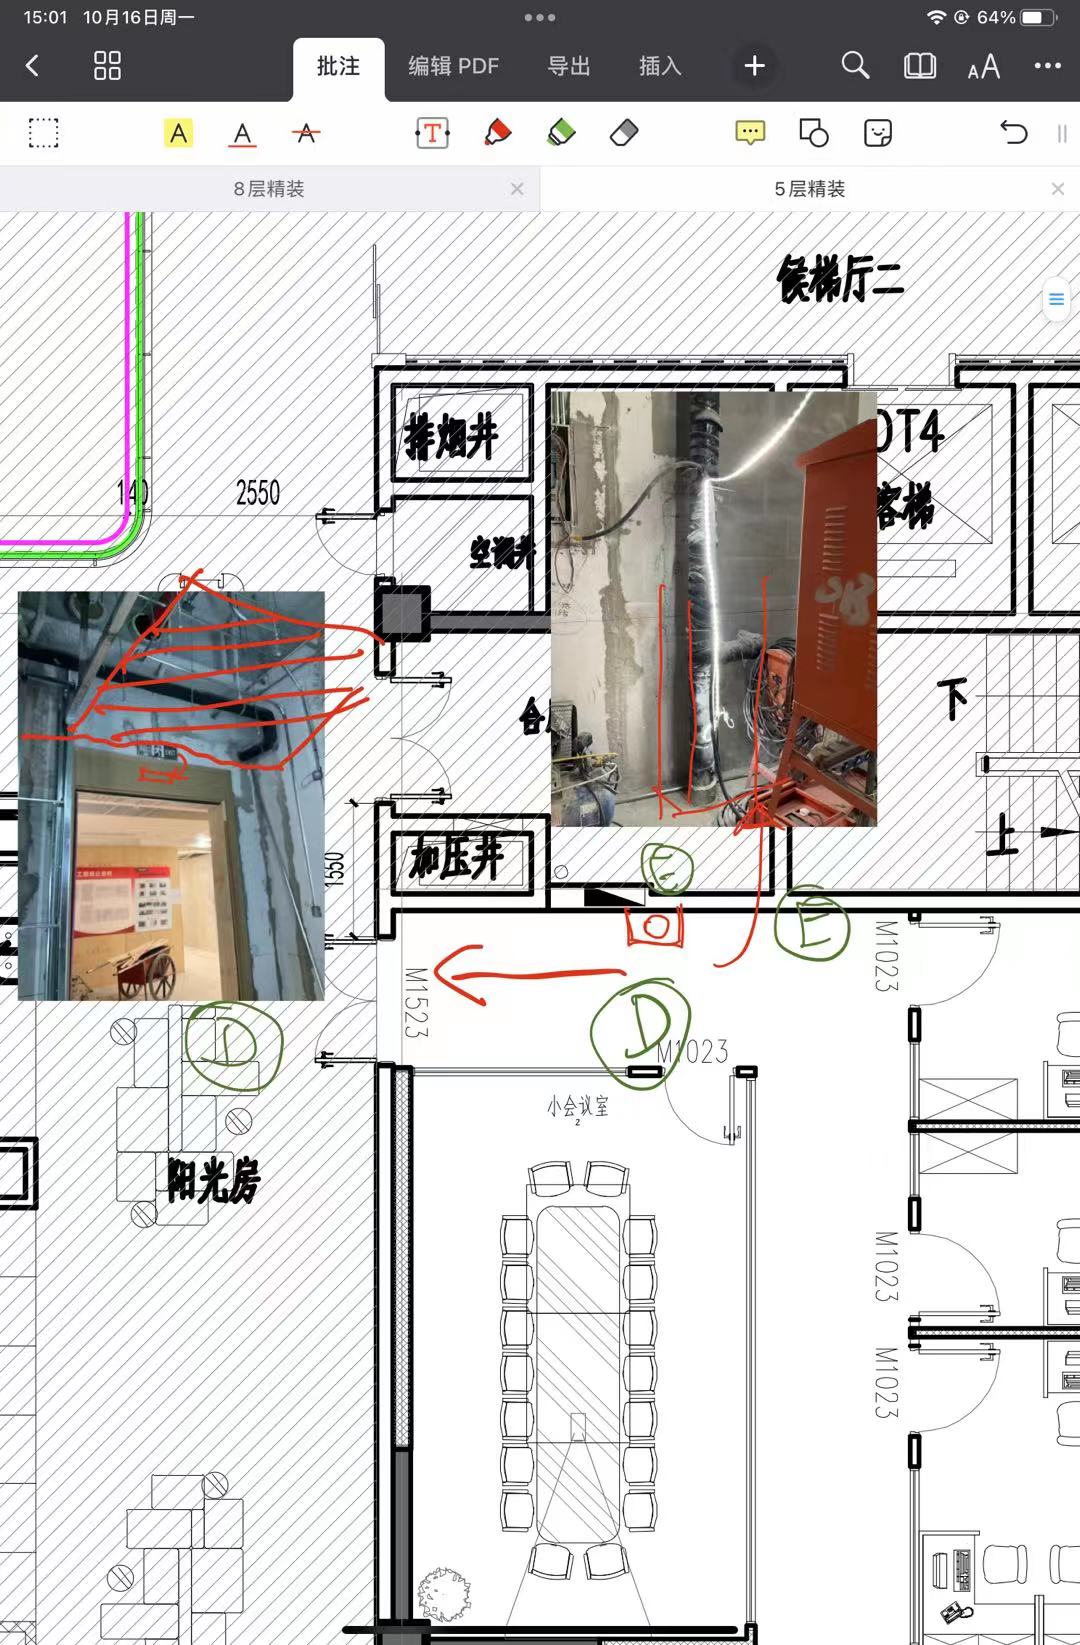 15:01 10月16日周一
64%
批注
编辑 PDF
导出
插入
A
A
A
T
AA
8层精装
5层精装
候梯厅二
排烟井
140
2550
空调井
DT4
客梯
下
合
上
加压井
1550
E
E
D
D
M1523
M1023
M1023
小会议室
2
阳光房
M1023
M1023